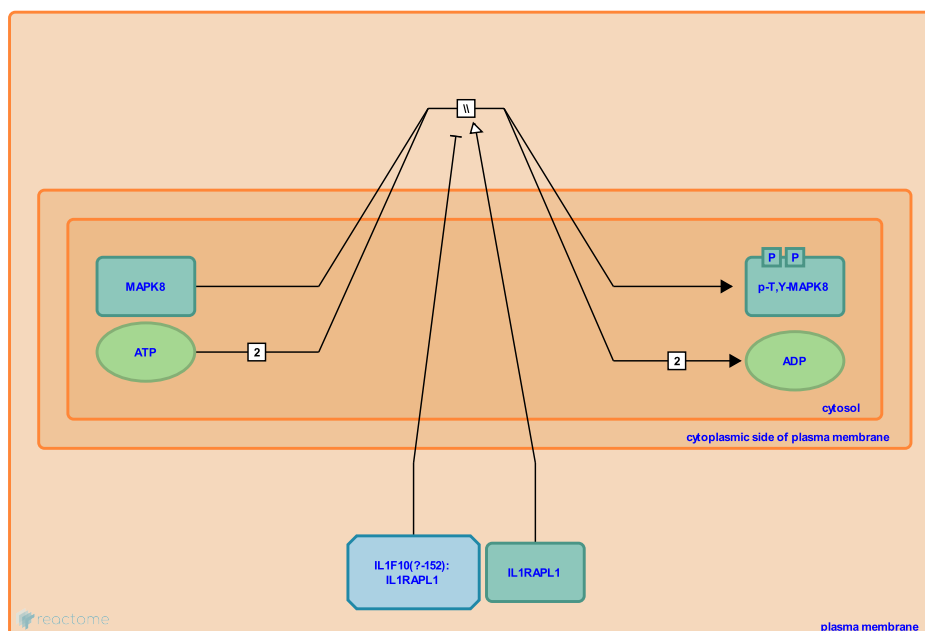 \\
MAPK8
P P
p-T,Y-MAPK8
ATP
2
2
ADP
cytosol
cytoplasmic side of plasma membrane
IL1F10(?-152):
IL1RAPL1
IL1RAPL1
reactome
plasma membrane